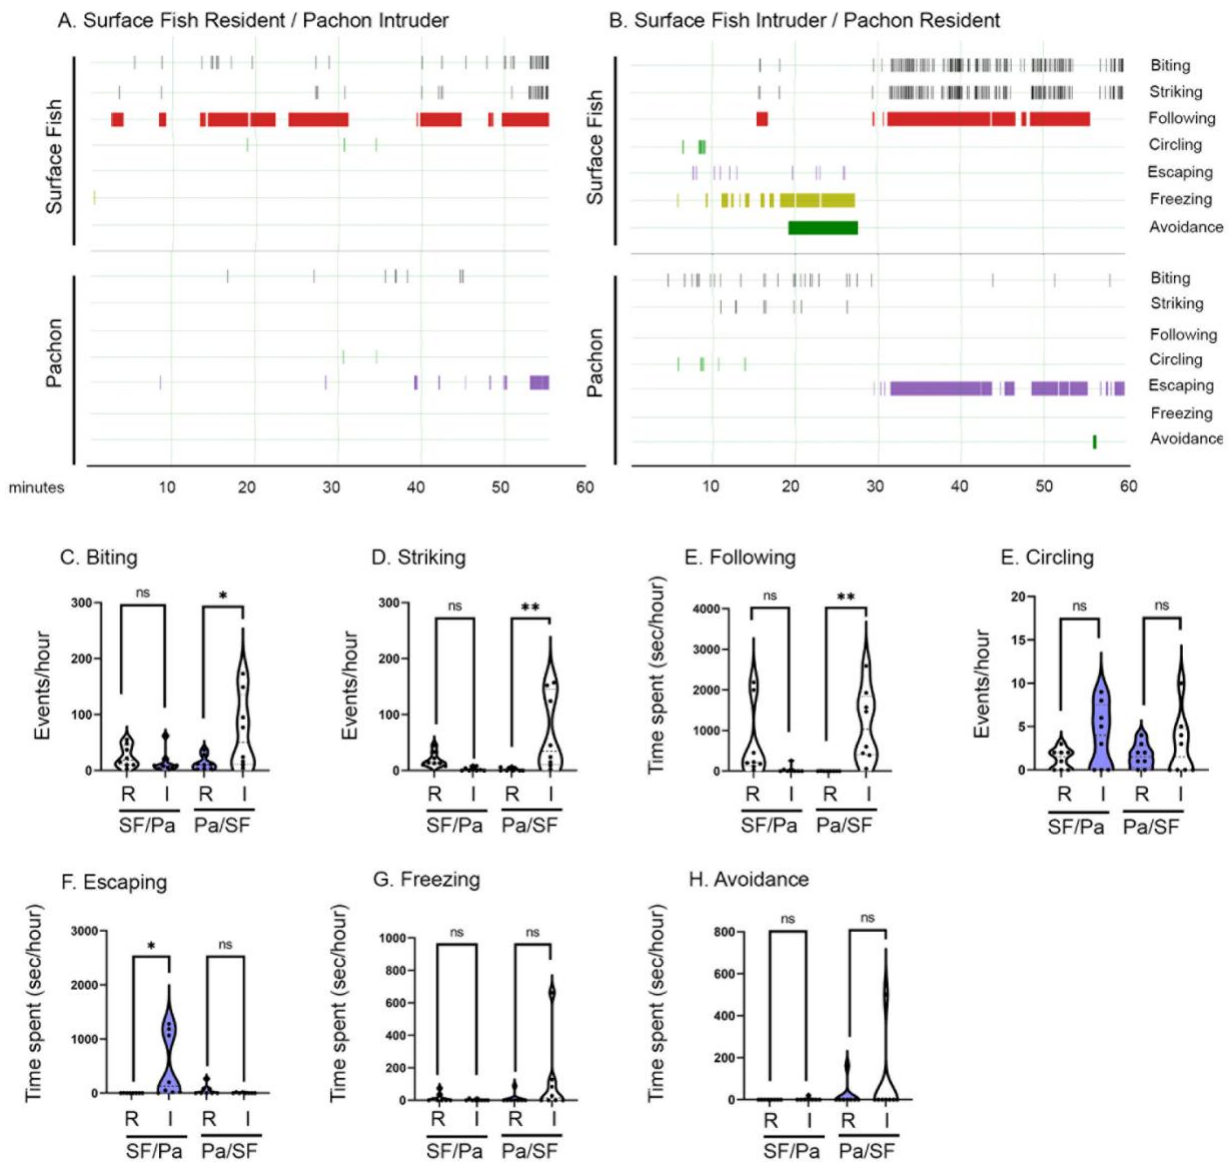 A. Surface Fish Resident / Pachon Intruder
B. Surface Fish Intruder / Pachon Resident
Surface Fish
Pachon
Surface Fish
Pachon
Biting
Striking
Following
Circling
Escaping
Freezing
Avoidance
Biting
Striking
Following
Circling
Escaping
Freezing
Avoidance
minutes 10 20 30 40 50 60
10 20 30 40 50 60
C. Biting
Events/hour
300
200
100
0
ns *
R I R I
SF/Pa Pa/SF
D. Striking
Events/hour
300
200
100
0
ns **
R I R I
SF/Pa Pa/SF
E. Following
Time spent (sec/hour)
4000
3000
2000
1000
0
ns **
R I R I
SF/Pa Pa/SF
E. Circling
Events/hour
20
15
10
5
0
ns ns
R I R I
SF/Pa Pa/SF
F. Escaping
Time spent (sec/hour)
3000
2000
1000
0
* ns
R I R I
SF/Pa Pa/SF
G. Freezing
Time spent (sec/hour)
1000
800
600
400
200
0
ns ns
R I R I
SF/Pa Pa/SF
H. Avoidance
Time spent (sec/hour)
800
600
400
200
0
ns ns
R I R I
SF/Pa Pa/SF